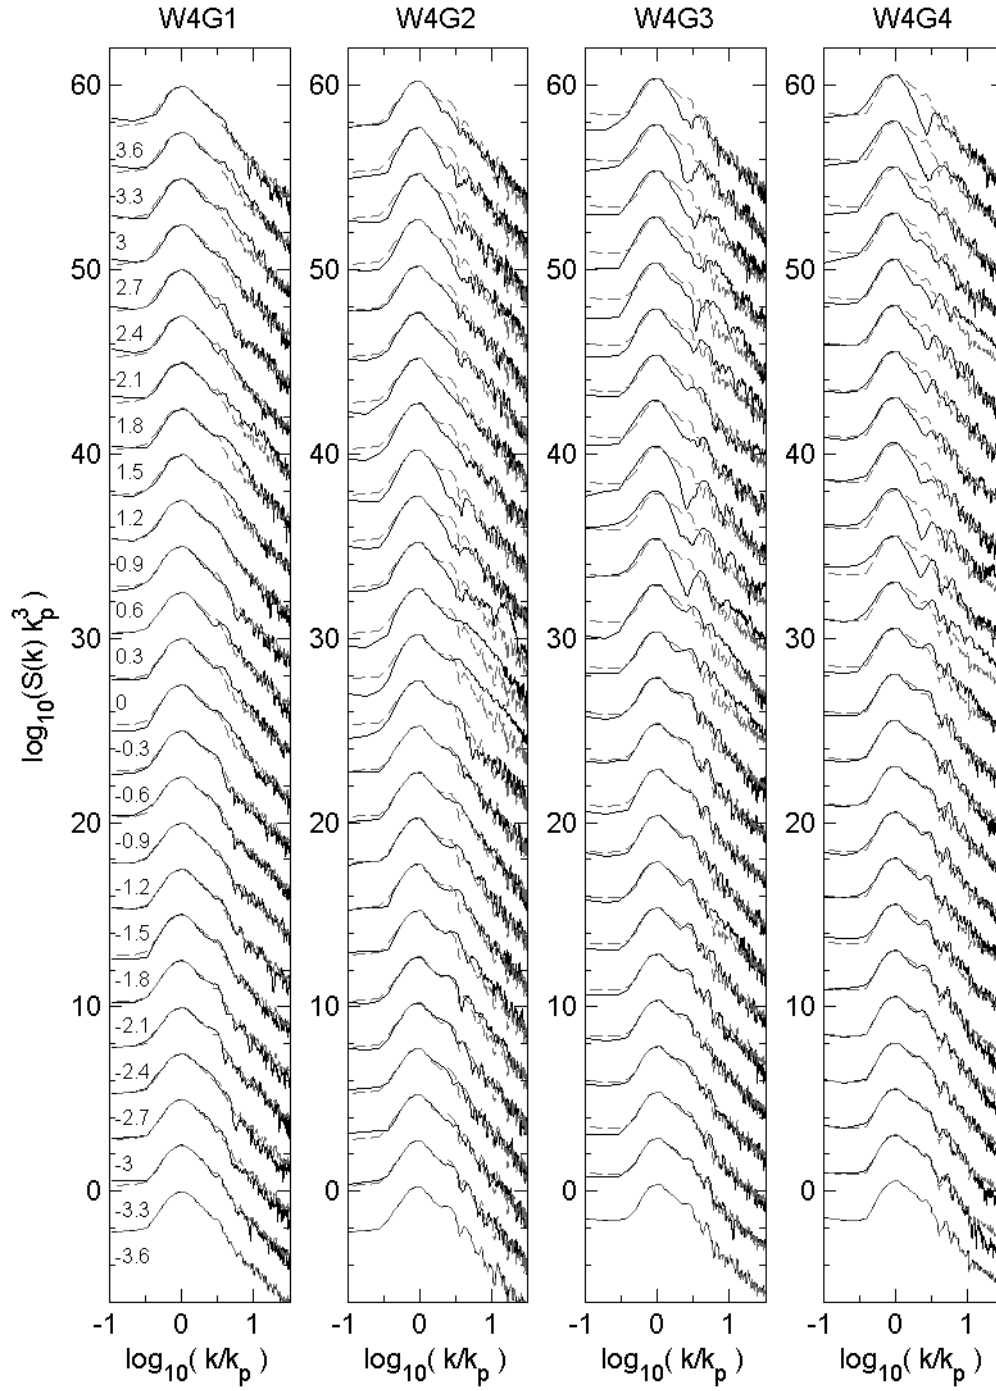 W4G1 W4G2 W4G3 W4G4
60 60 60 60
3.6
3.3
3
50 50 50 50
2.7
2.4
2.1
1.8
40 40 40 40
1.5
1.2
-0.9
0.6
30 30 30 30
0.3
0
-0.3
-0.6
20 20 20 20
-0.9
-1.2
-1.5
-1.8
10 10 10 10
-2.1
-2.4
-2.7
-3
0 0 0 0
-3.3
-3.6
log10(S(k) kp^3)
-1 0 1 -1 0 1 -1 0 1 -1 0 1
log10( k/kp ) log10( k/kp ) log10( k/kp ) log10( k/kp )